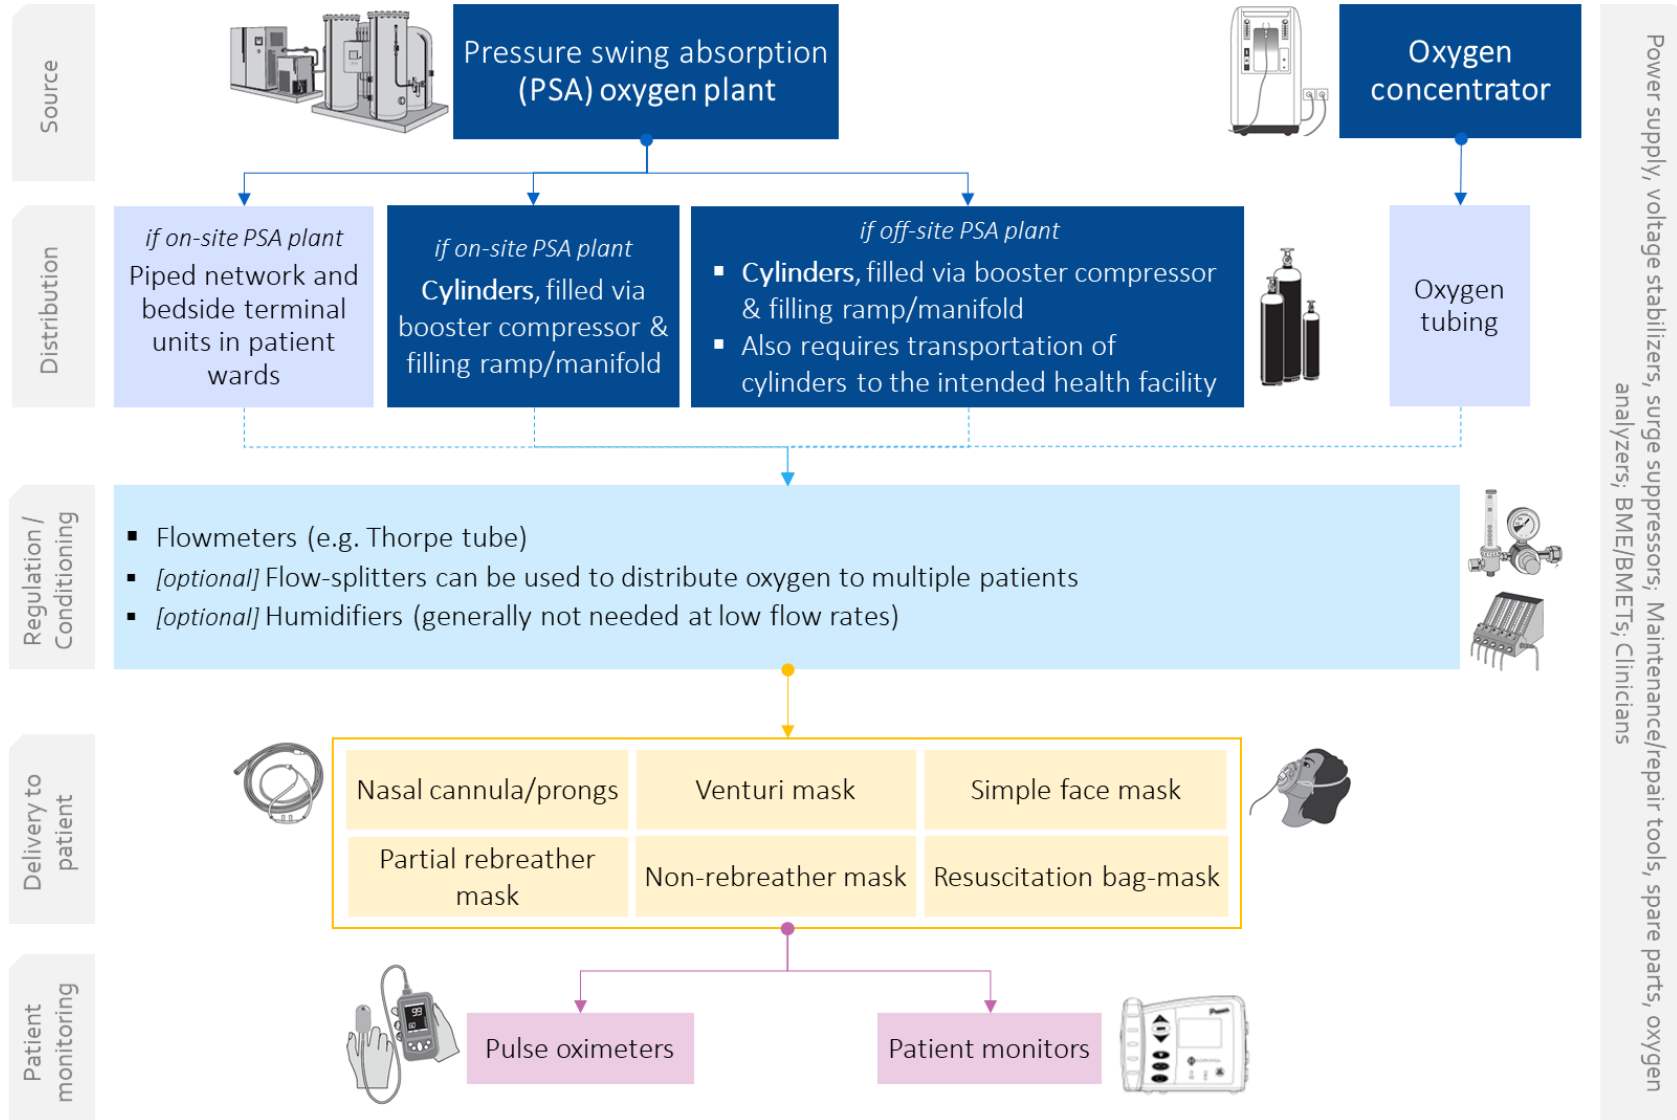 Source
Pressure swing absorption
(PSA) oxygen plant
Oxygen
concentrator
Distribution
if on-site PSA plant
Piped network and
bedside terminal
units in patient
wards
if on-site PSA plant
Cylinders, filled via
booster compressor &
filling ramp/manifold
if off-site PSA plant
▪ Cylinders, filled via booster compressor
& filling ramp/manifold
▪ Also requires transportation of
cylinders to the intended health facility
Oxygen
tubing
Regulation /
Conditioning
▪ Flowmeters (e.g. Thorpe tube)
▪ [optional] Flow-splitters can be used to distribute oxygen to multiple patients
▪ [optional] Humidifiers (generally not needed at low flow rates)
Delivery to
patient
Nasal cannula/prongs
Venturi mask
Simple face mask
Partial rebreather
mask
Non-rebreather mask
Resuscitation bag-mask
Patient
monitoring
99
Pulse oximeters
Patient monitors
Power supply, voltage stabilizers, surge suppressors; Maintenance/repair tools, spare parts, oxygen
analyzers; BME/BMETs; Clinicians